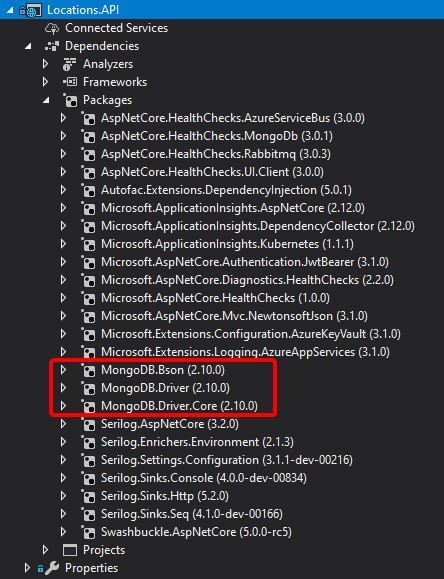 Locations.API
Connected Services
Dependencies
Analyzers
Frameworks
Packages
AspNetCore.HealthChecks.AzureServiceBus (3.0.0)
AspNetCore.HealthChecks.MongoDb (3.0.1)
AspNetCore.HealthChecks.Rabbitmq (3.0.3)
AspNetCore.HealthChecks.UI.Client (3.0.0)
Autofac.Extensions.DependencyInjection (5.0.1)
Microsoft.ApplicationInsights.AspNetCore (2.12.0)
Microsoft.ApplicationInsights.DependencyCollector (2.12.0)
Microsoft.ApplicationInsights.Kubernetes (1.1.1)
Microsoft.AspNetCore.Authentication.JwtBearer (3.1.0)
Microsoft.AspNetCore.Diagnostics.HealthChecks (2.2.0)
Microsoft.AspNetCore.HealthChecks (1.0.0)
Microsoft.AspNetCore.Mvc.NewtonsoftJson (3.1.0)
Microsoft.Extensions.Configuration.AzureKeyVault (3.1.0)
Microsoft.Extensions.Logging.AzureAppServices (3.1.0)
MongoDB.Bson (2.10.0)
MongoDB.Driver (2.10.0)
MongoDB.Driver.Core (2.10.0)
Serilog.AspNetCore (3.2.0)
Serilog.Enrichers.Environment (2.1.3)
Serilog.Settings.Configuration (3.1.1-dev-00216)
Serilog.Sinks.Console (4.0.0-dev-00834)
Serilog.Sinks.Http (5.2.0)
Serilog.Sinks.Seq (4.1.0-dev-00166)
Swashbuckle.AspNetCore (5.0.0-rc5)
Projects
Properties